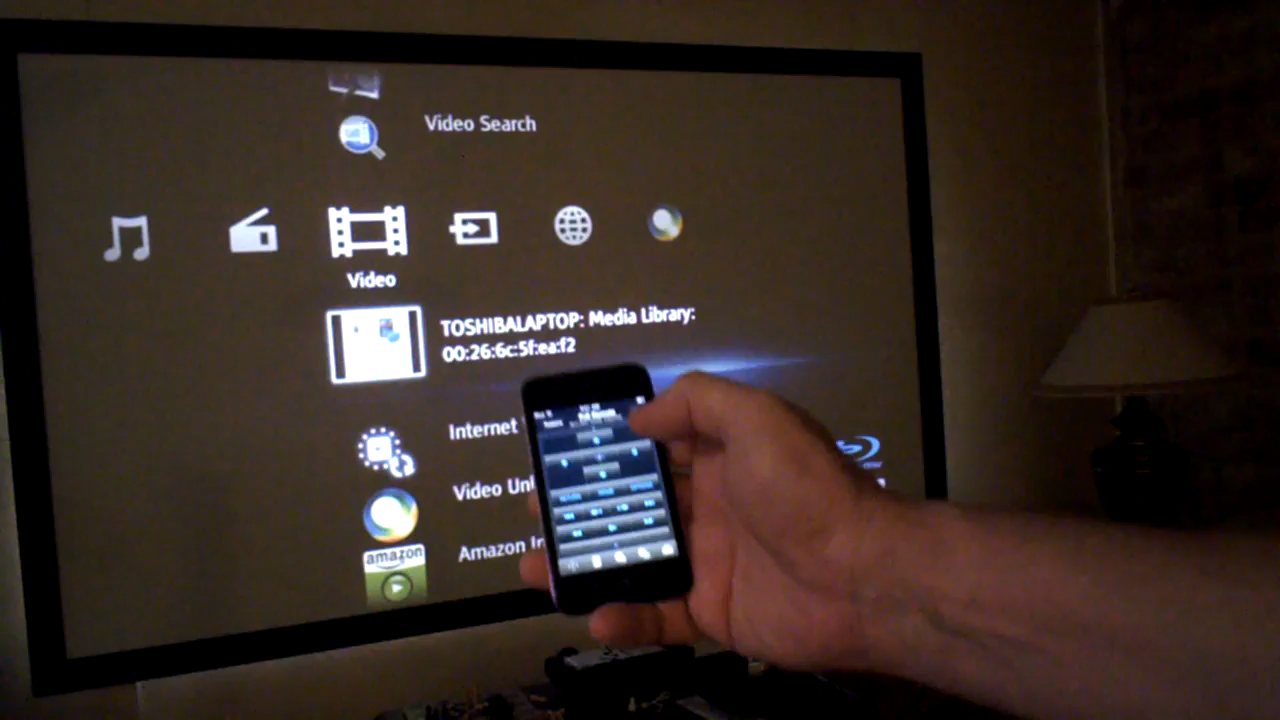 Video Search
Video
TOSHIBALAPTOP: Media Library:
00:26:6c:5f:ea:f2
Internet
Video Unl
Amazon In
amazon